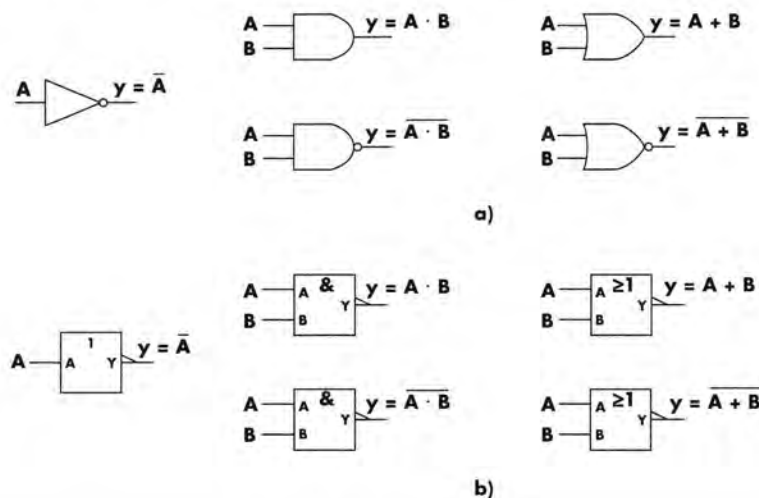 A y = A̅
A
B
y = A · B
A
B
y = A + B
A
B
y = A̅ ̅·̅ ̅B̅
A
B
y = A̅ ̅+̅ ̅B̅
a)
A A 1 Y y = A̅
A
B
A & B Y
y = A · B
A
B
A ≥1 B Y
y = A + B
A
B
A & B Y
y = A̅ ̅·̅ ̅B̅
A
B
A ≥1 B Y
y = A̅ ̅+̅ ̅B̅
b)